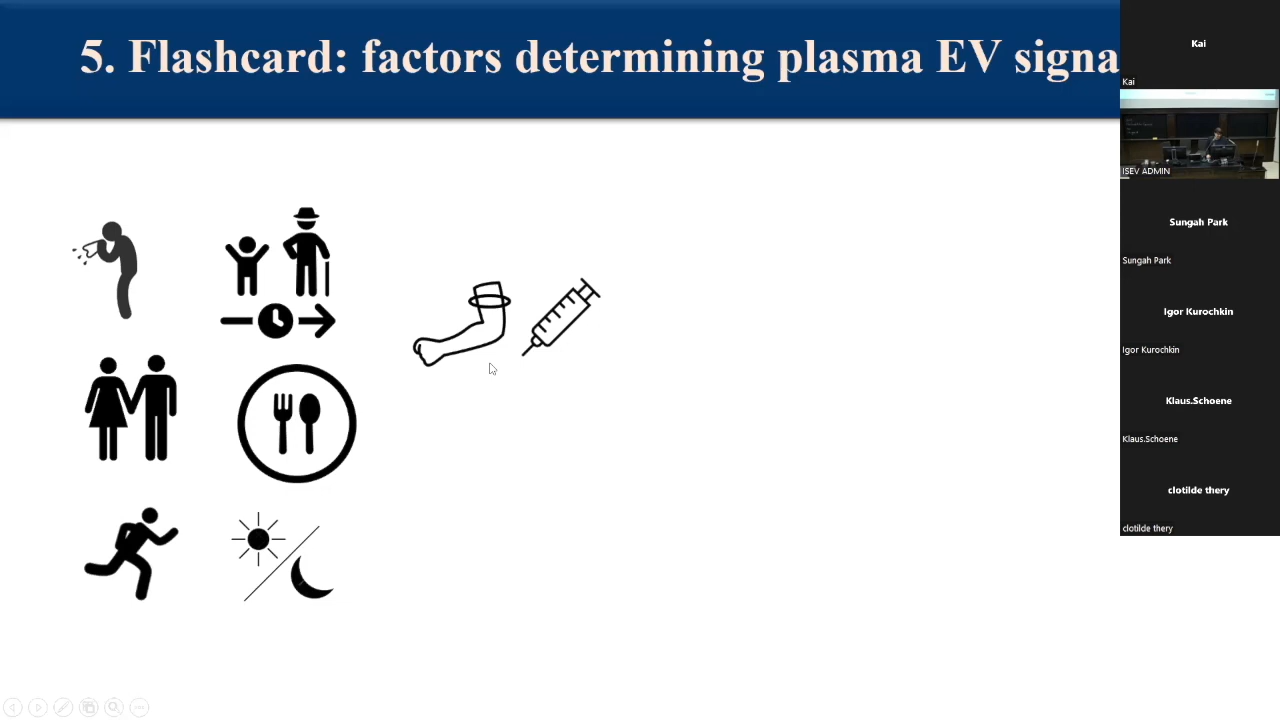 5. Flashcard: factors determining plasma EV signa
Kai
Kai
ISEV ADMIN
Sungah Park
Sungah Park
Igor Kurochkin
Igor Kurochkin
Klaus.Schoene
Klaus.Schoene
clotilde thery
clotilde thery